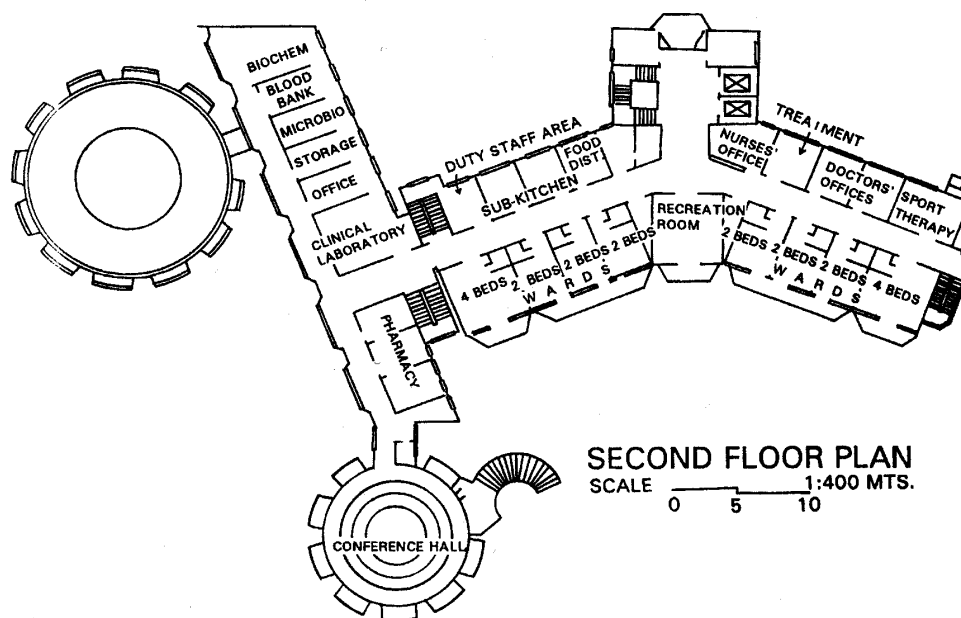 BIOCHEM
BLOOD
BANK
MICROBIO
STORAGE
OFFICE
CLINICAL
LABORATORY
DUTY STAFF AREA
SUB-KITCHEN
FOOD
DIST.
NURSES'
OFFICE
TREATMENT
DOCTORS'
OFFICES
SPORT
THERAPY
RECREATION
ROOM
4 BEDS
2 BEDS
2 BEDS
2 BEDS
WARDS
2 BEDS
2 BEDS
2 BEDS
4 BEDS
WARDS
PHARMACY
CONFERENCE HALL
SECOND FLOOR PLAN
SCALE 1:400 MTS.
0 5 10